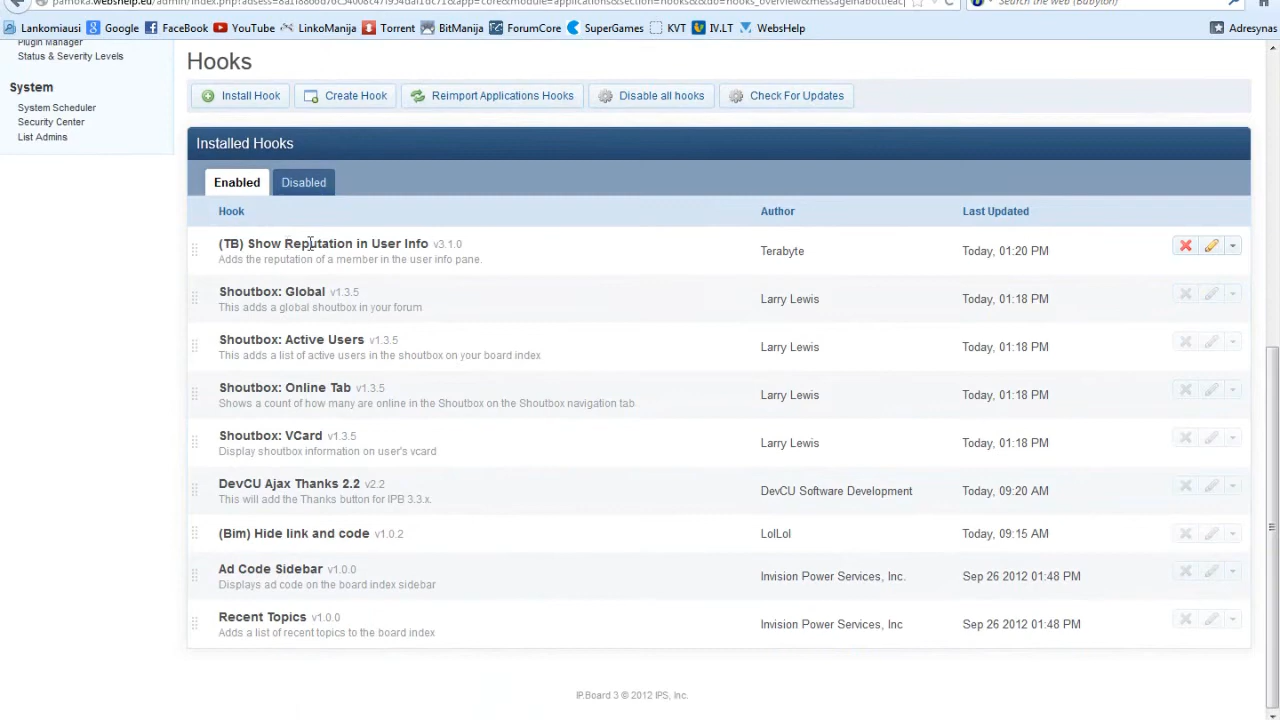 pamoka.webshelp.eu/admin/index.php?adsess=
Search the web (Babylon)
Lankomiausi Google FaceBook YouTube LinkoManija Torrent BitManija ForumCore SuperGames KVT IV.LT WebsHelp Adresynas
Plugin Manager
Status & Severity Levels
System
System Scheduler
Security Center
List Admins
Hooks
Install Hook Create Hook Reimport Applications Hooks Disable all hooks Check For Updates
Installed Hooks
Enabled Disabled
Hook Author Last Updated
(TB) Show Reputation in User Info v3.1.0
Adds the reputation of a member in the user info pane.
Terabyte Today, 01:20 PM
Shoutbox: Global v1.3.5
This adds a global shoutbox in your forum
Larry Lewis Today, 01:18 PM
Shoutbox: Active Users v1.3.5
This adds a list of active users in the shoutbox on your board index
Larry Lewis Today, 01:18 PM
Shoutbox: Online Tab v1.3.5
Shows a count of how many are online in the Shoutbox on the Shoutbox navigation tab
Larry Lewis Today, 01:18 PM
Shoutbox: VCard v1.3.5
Display shoutbox information on user's vcard
Larry Lewis Today, 01:18 PM
DevCU Ajax Thanks 2.2 v2.2
This will add the Thanks button for IPB 3.3.x.
DevCU Software Development Today, 09:20 AM
(Bim) Hide link and code v1.0.2 LolLol Today, 09:15 AM
Ad Code Sidebar v1.0.0
Displays ad code on the board index sidebar
Invision Power Services, Inc. Sep 26 2012 01:48 PM
Recent Topics v1.0.0
Adds a list of recent topics to the board index
Invision Power Services, Inc Sep 26 2012 01:48 PM
IP.Board 3 © 2012 IPS, Inc.